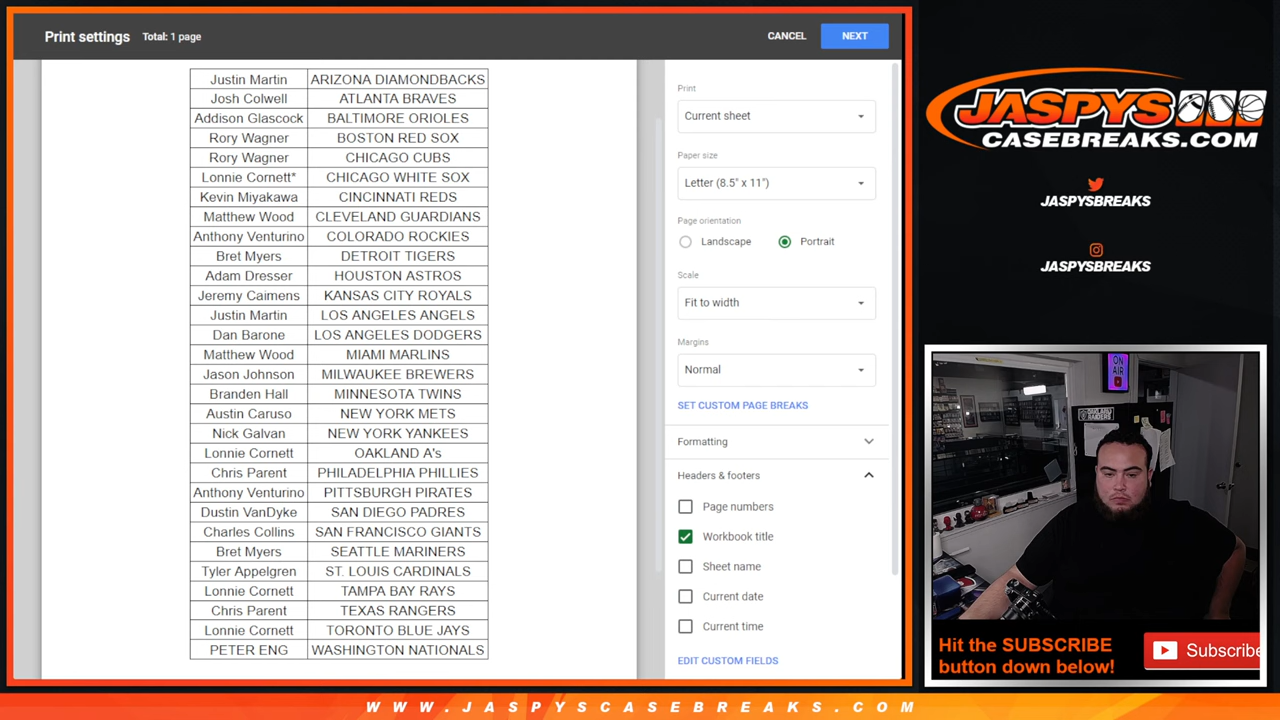 Print settings Total: 1 page CANCEL NEXT
Justin Martin ARIZONA DIAMONDBACKS
Josh Colwell ATLANTA BRAVES
Addison Glascock BALTIMORE ORIOLES
Rory Wagner BOSTON RED SOX
Rory Wagner CHICAGO CUBS
Lonnie Cornett* CHICAGO WHITE SOX
Kevin Miyakawa CINCINNATI REDS
Matthew Wood CLEVELAND GUARDIANS
Anthony Venturino COLORADO ROCKIES
Bret Myers DETROIT TIGERS
Adam Dresser HOUSTON ASTROS
Jeremy Caimens KANSAS CITY ROYALS
Justin Martin LOS ANGELES ANGELS
Dan Barone LOS ANGELES DODGERS
Matthew Wood MIAMI MARLINS
Jason Johnson MILWAUKEE BREWERS
Branden Hall MINNESOTA TWINS
Austin Caruso NEW YORK METS
Nick Galvan NEW YORK YANKEES
Lonnie Cornett OAKLAND A's
Chris Parent PHILADELPHIA PHILLIES
Anthony Venturino PITTSBURGH PIRATES
Dustin VanDyke SAN DIEGO PADRES
Charles Collins SAN FRANCISCO GIANTS
Bret Myers SEATTLE MARINERS
Tyler Appelgren ST. LOUIS CARDINALS
Lonnie Cornett TAMPA BAY RAYS
Chris Parent TEXAS RANGERS
Lonnie Cornett TORONTO BLUE JAYS
PETER ENG WASHINGTON NATIONALS
Print
Current sheet
Paper size
Letter (8.5" x 11")
Page orientation
Landscape Portrait
Scale
Fit to width
Margins
Normal
SET CUSTOM PAGE BREAKS
Formatting
Headers & footers
Page numbers
Workbook title
Sheet name
Current date
Current time
EDIT CUSTOM FIELDS
JASPYS
CASEBREAKS.COM
JASPYSBREAKS
JASPYSBREAKS
ON
AIR
Hit the SUBSCRIBE
button down below!
Subscribe
WWW.JASPYSCASEBREAKS.COM